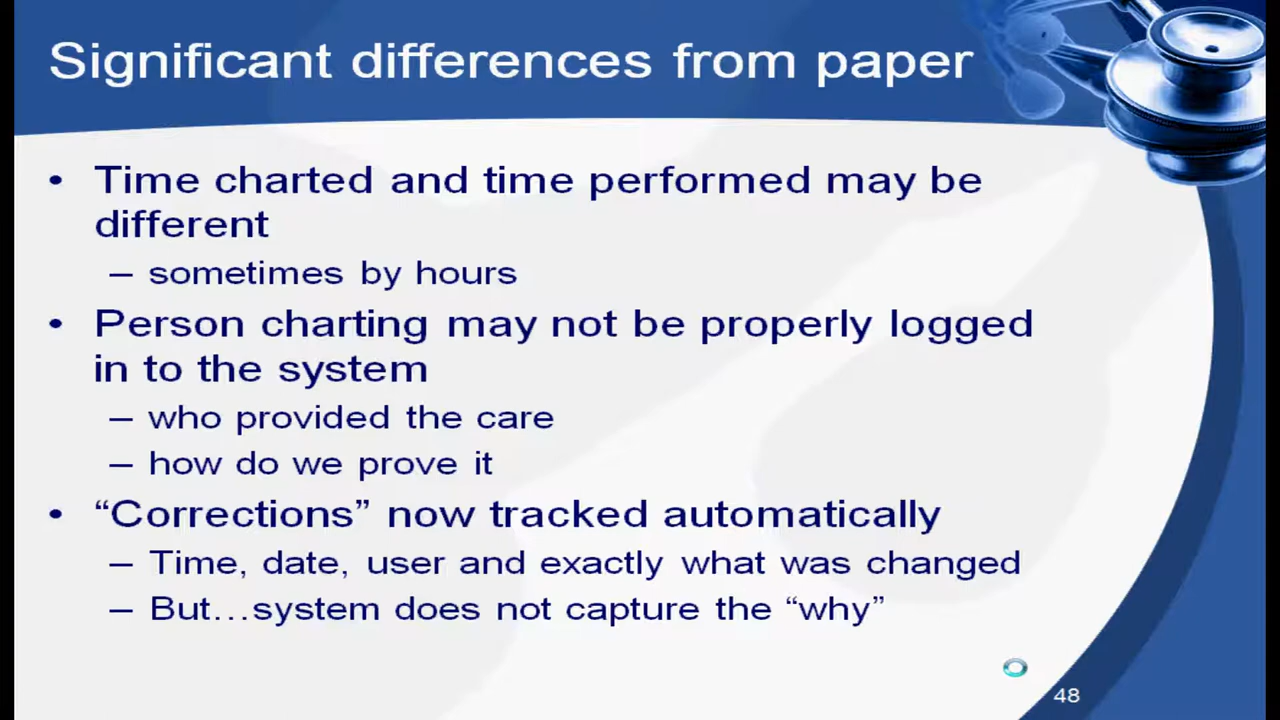 Significant differences from paper
• Time charted and time performed may be
different
– sometimes by hours
• Person charting may not be properly logged
in to the system
– who provided the care
– how do we prove it
• “Corrections” now tracked automatically
– Time, date, user and exactly what was changed
– But…system does not capture the “why”
48